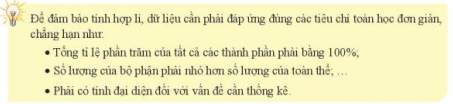 Để đảm bảo tính hợp lí, dữ liệu cần phải đáp ứng đúng các tiêu chí toán học đơn giản,
chẳng hạn như:
• Tổng tỉ lệ phần trăm của tất cả các thành phần phải bằng 100%;
• Số lượng của bộ phận phải nhỏ hơn số lượng của toàn thể; …
• Phải có tính đại diện đối với vấn đề cần thống kê.